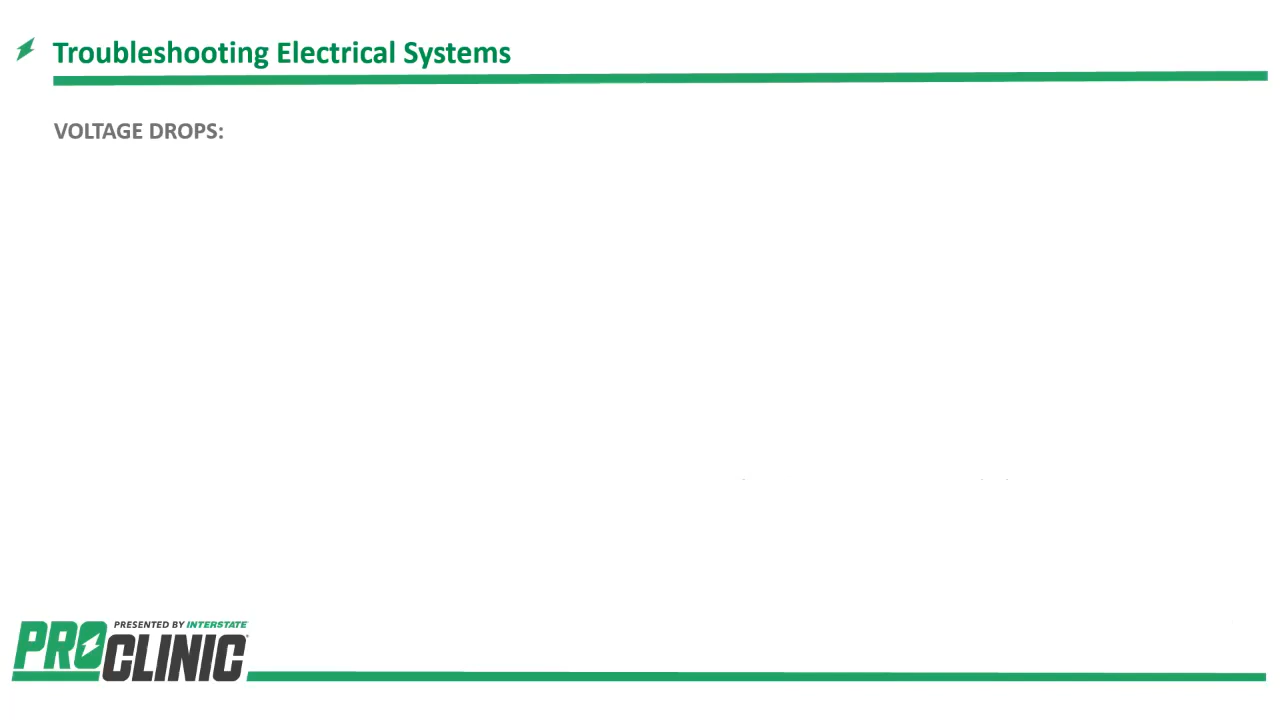 Troubleshooting Electrical Systems
VOLTAGE DROPS:
PRESENTED BY INTERSTATE
PROCLINIC